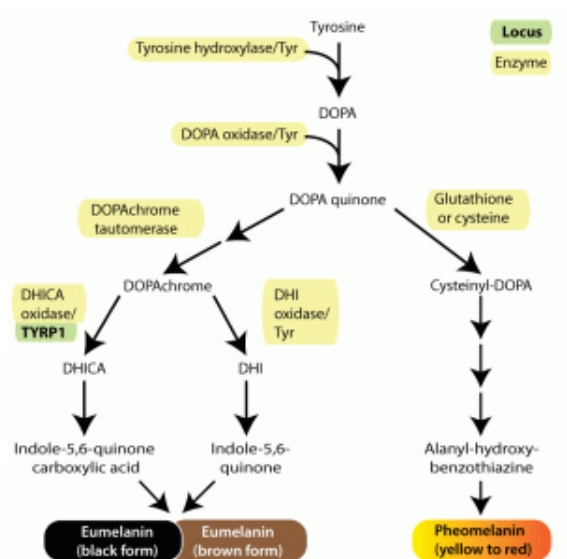 Tyrosine
Locus
Tyrosine hydroxylase/Tyr
Enzyme
DOPA
DOPA oxidase/Tyr
DOPA quinone
Glutathione
or cysteine
DOPAchrome
tautomerase
DOPAchrome
Cysteinyl-DOPA
DHICA
oxidase/
TYRP1
DHI
oxidase/
Tyr
DHICA
DHI
Indole-5,6-quinone
carboxylic acid
Indole-5,6-
quinone
Alanyl-hydroxy-
benzothiazine
Eumelanin
(black form)
Eumelanin
(brown form)
Pheomelanin
(yellow to red)